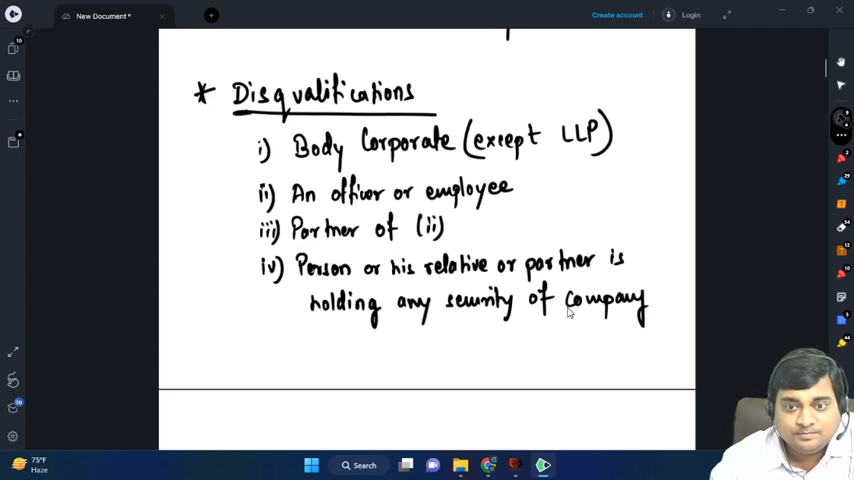 New Document*
Create account
Login
* Disqualifications
i) Body Corporate (except LLP)
ii) An officer or employee
iii) Partner of (ii)
iv) Person or his relative or partner is
holding any security of company
75°F
Haze
Search